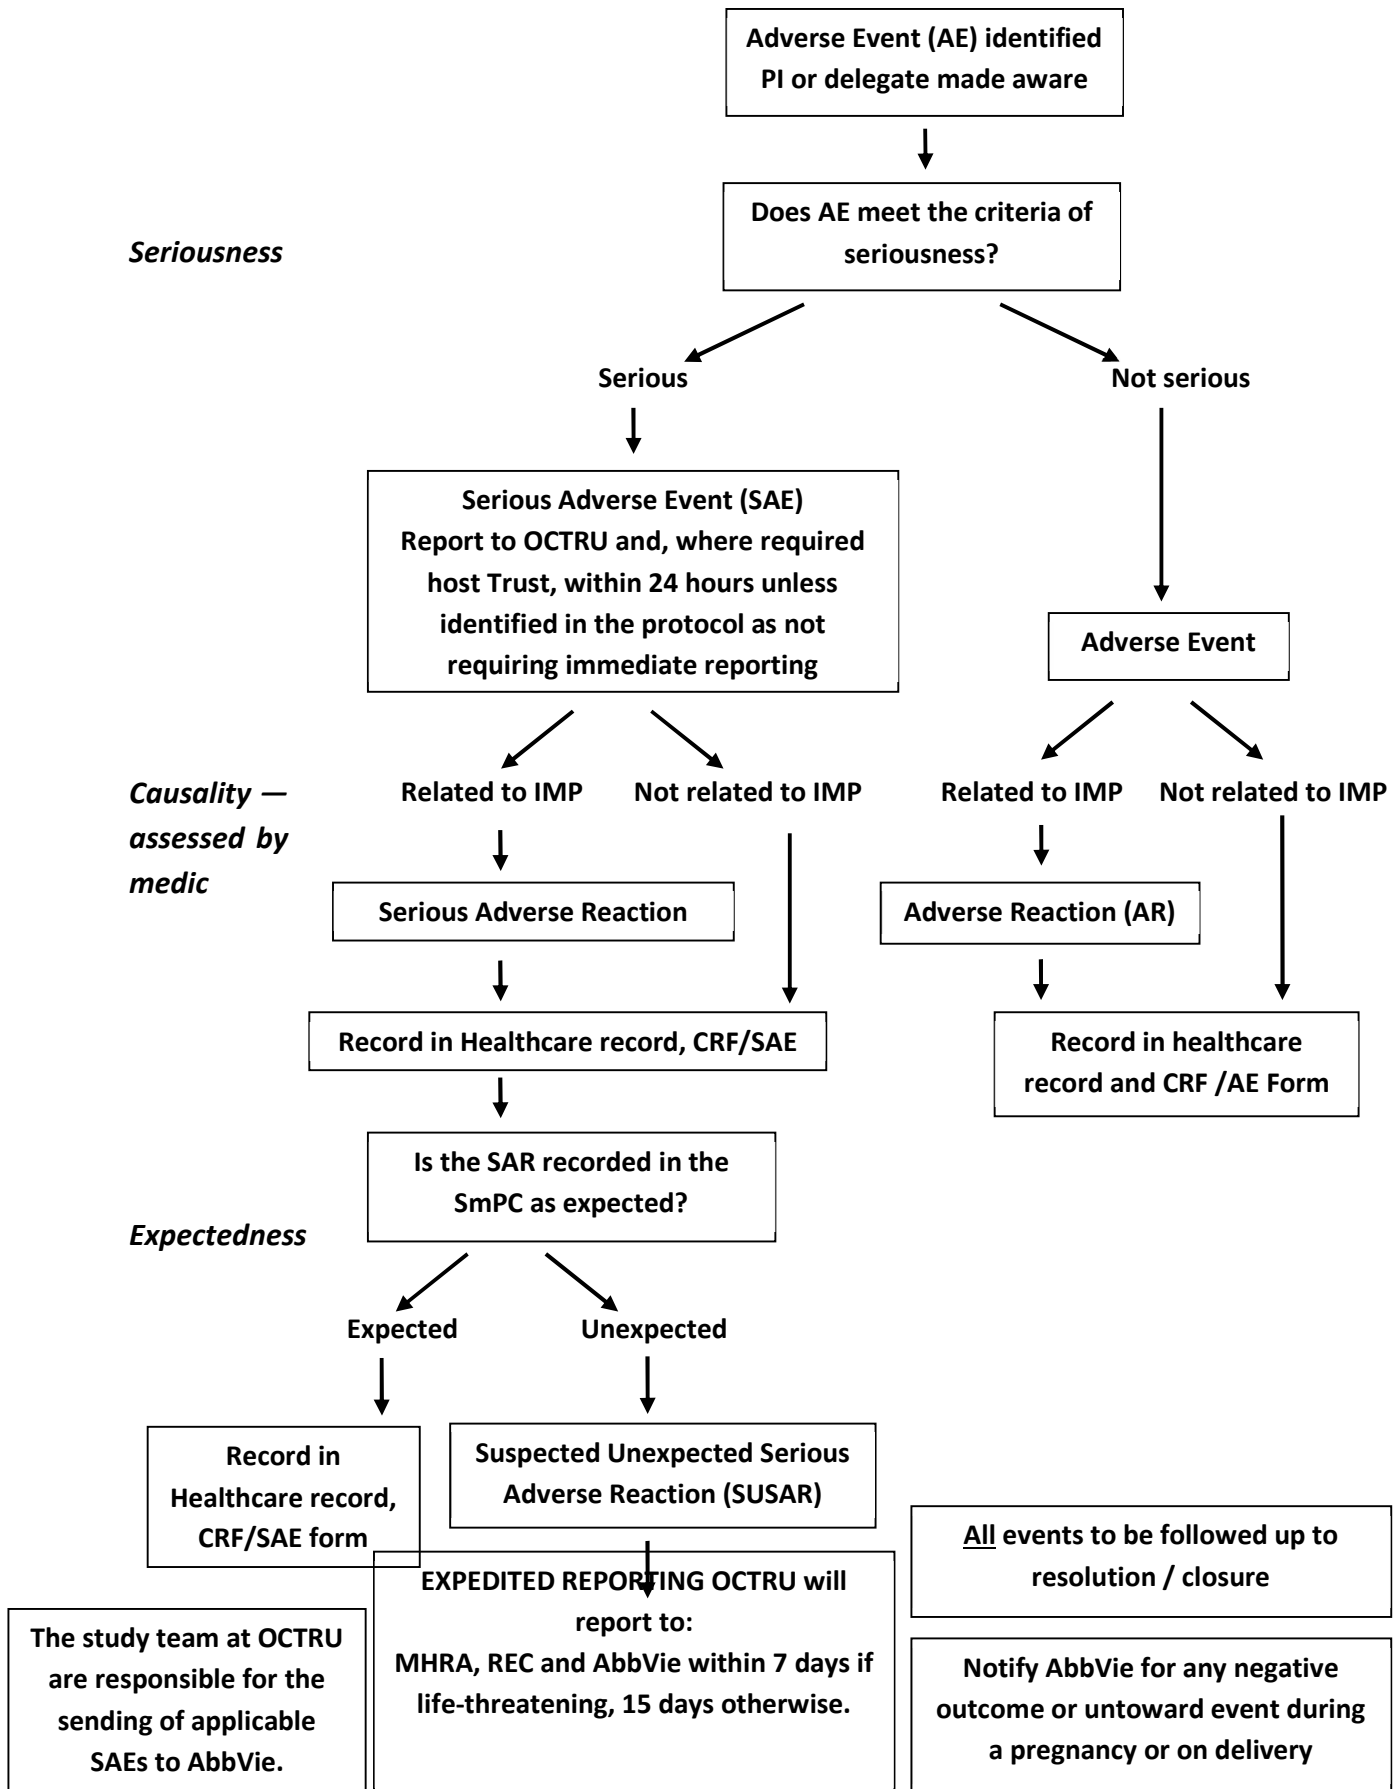 Adverse Event (AE) identified
PI or delegate made aware
Does AE meet the criteria of
seriousness?
Seriousness
Serious
Not serious
Serious Adverse Event (SAE)
Report to OCTRU and, where required
host Trust, within 24 hours unless
identified in the protocol as not
requiring immediate reporting
Adverse Event
Causality —
assessed by
medic
Related to IMP
Not related to IMP
Related to IMP
Not related to IMP
Serious Adverse Reaction
Adverse Reaction (AR)
Record in Healthcare record, CRF/SAE
Record in healthcare
record and CRF /AE Form
Is the SAR recorded in the
SmPC as expected?
Expectedness
Expected
Unexpected
Record in
Healthcare record,
CRF/SAE form
Suspected Unexpected Serious
Adverse Reaction (SUSAR)
EXPEDITED REPORTING OCTRU will
report to:
MHRA, REC and AbbVie within 7 days if
life-threatening, 15 days otherwise.
All events to be followed up to
resolution / closure
The study team at OCTRU
are responsible for the
sending of applicable
SAEs to AbbVie.
Notify AbbVie for any negative
outcome or untoward event during
a pregnancy or on delivery